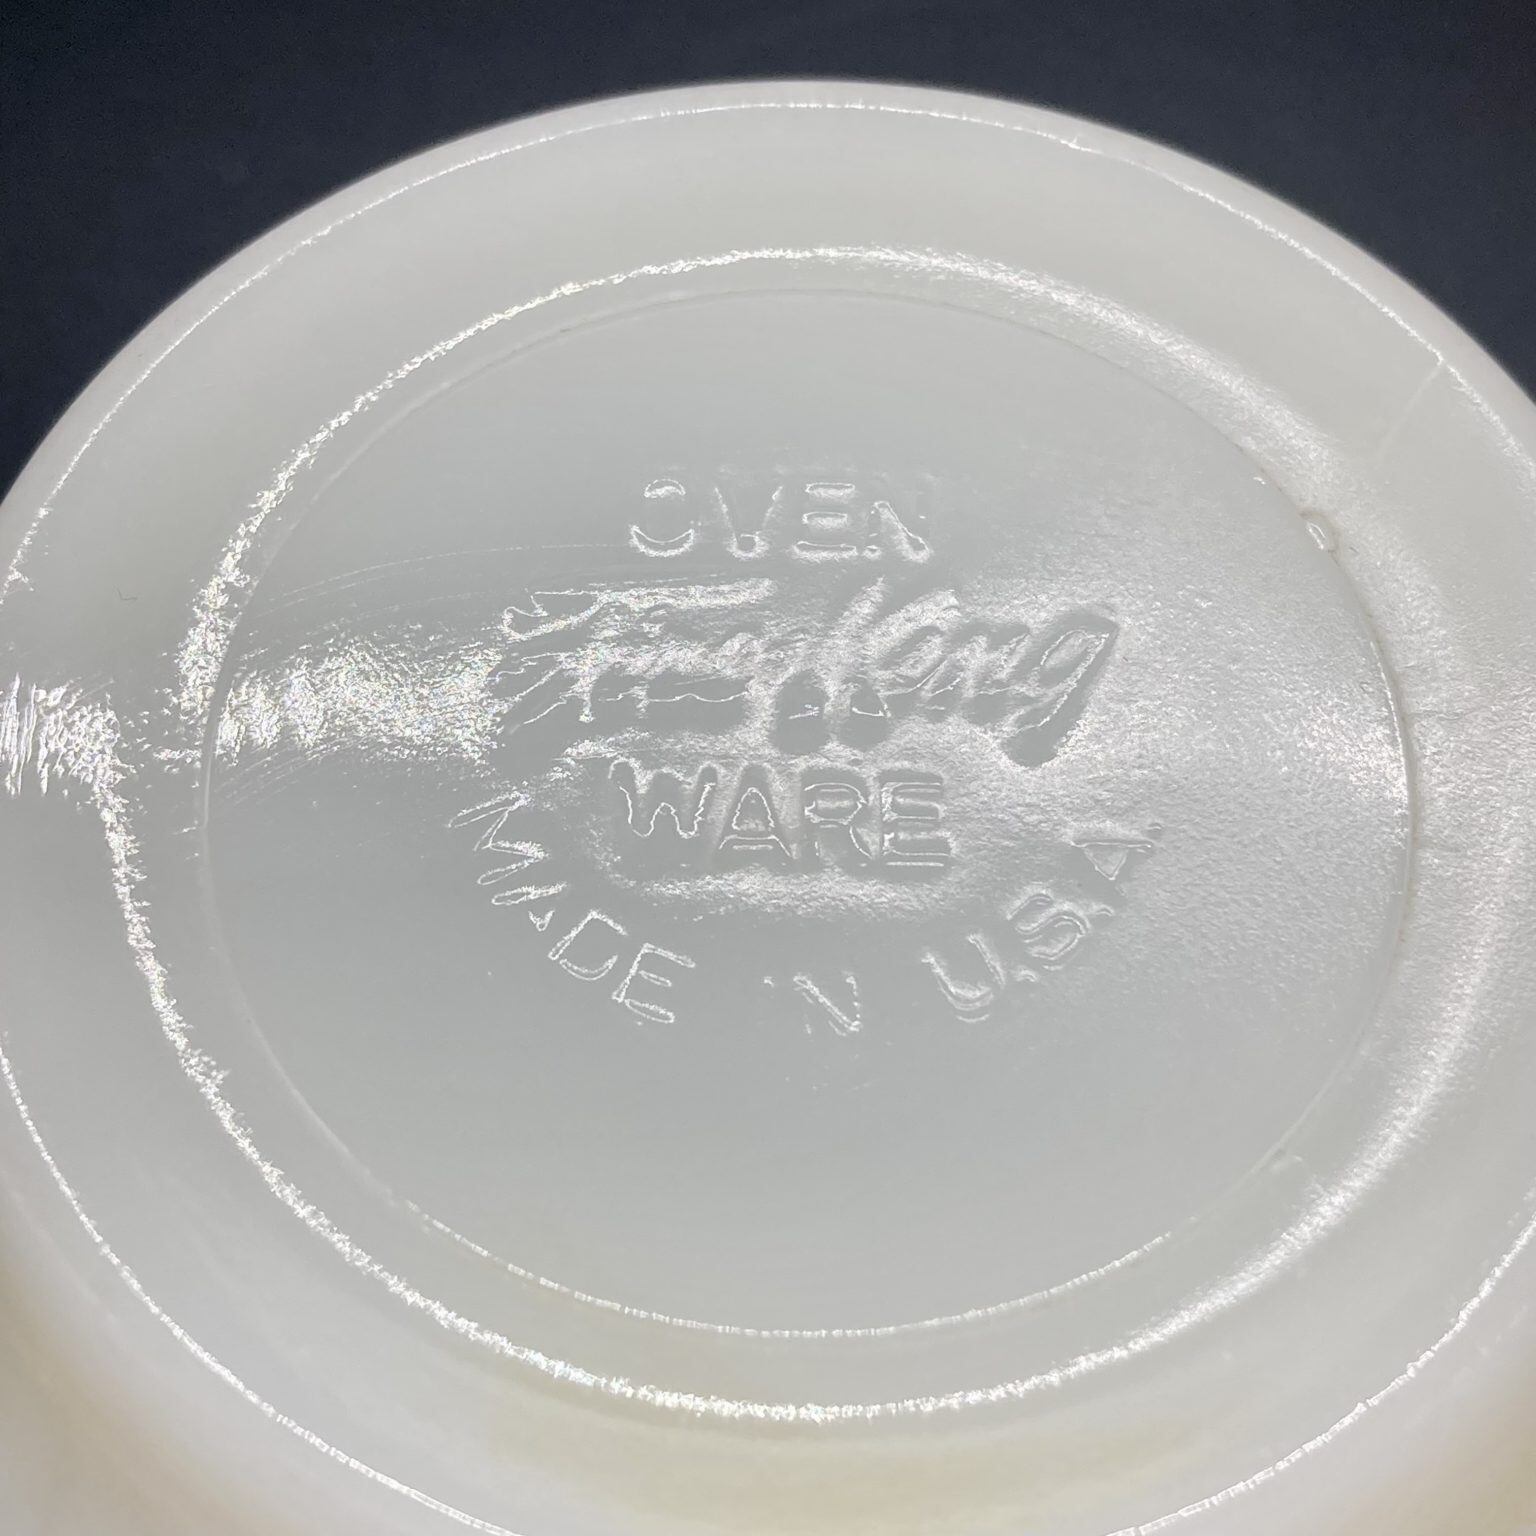 OVEN
Fire-King
WARE
MADE IN U.S.A